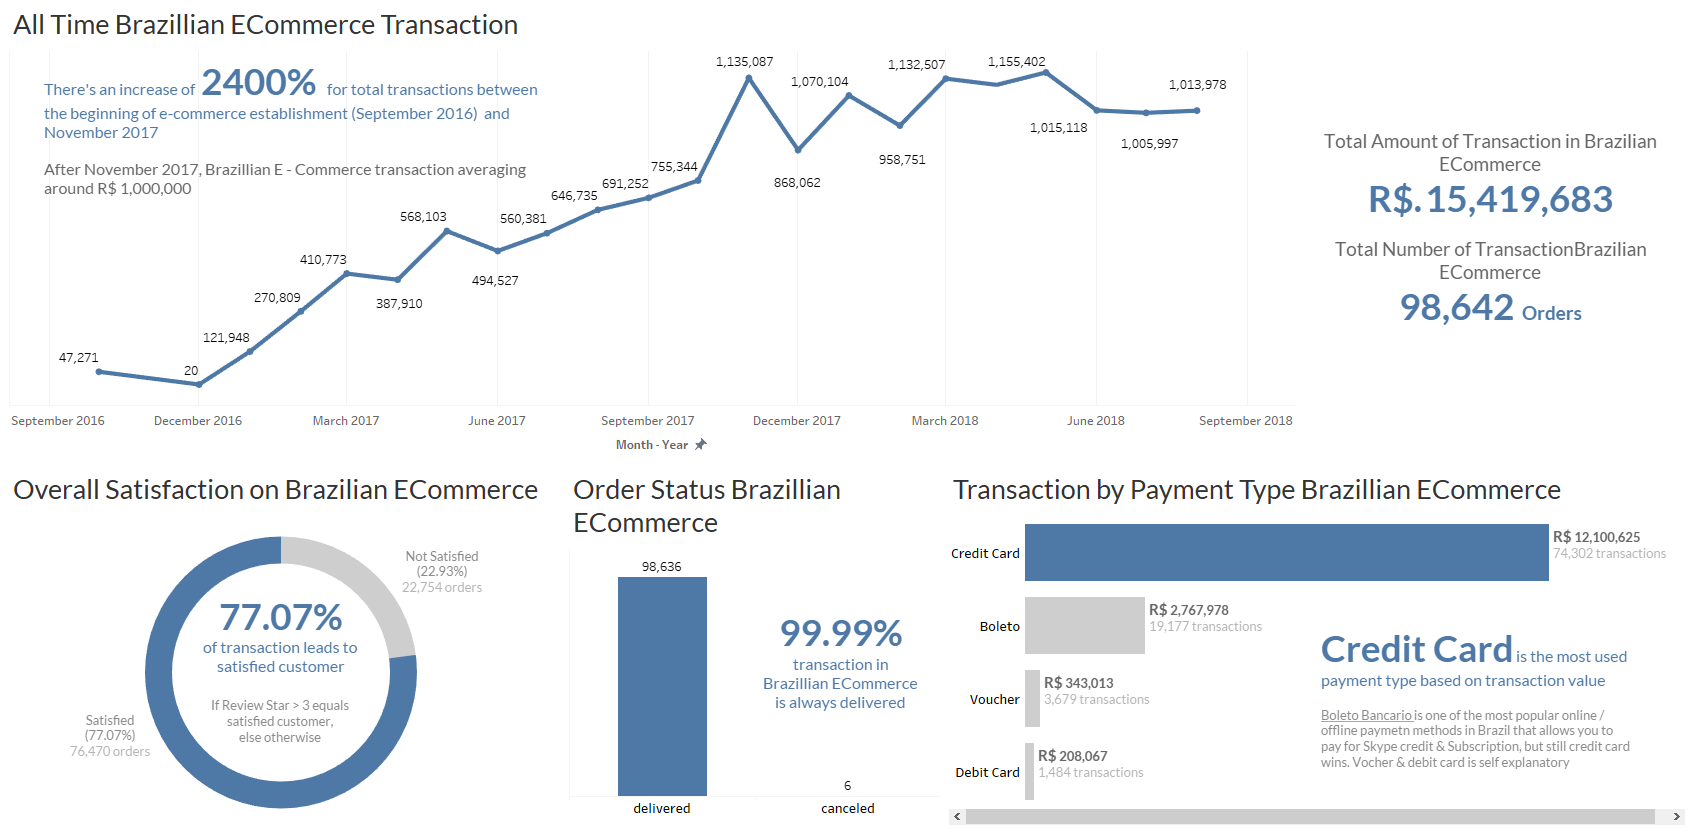 All Time Brazillian ECommerce Transaction
There's an increase of 2400% for total transactions between
the beginning of e-commerce establishment (September 2016) and
November 2017
After November 2017, Brazillian E - Commerce transaction averaging
around R$ 1,000,000
47,271
20
121,948
270,809
410,773
387,910
568,103
494,527
560,381
646,735
691,252
755,344
1,135,087
868,062
1,070,104
958,751
1,132,507
1,155,402
1,015,118
1,005,997
1,013,978
September 2016
December 2016
March 2017
June 2017
September 2017
December 2017
March 2018
June 2018
September 2018
Month - Year
Total Amount of Transaction in Brazilian
ECommerce
R$. 15,419,683
Total Number of TransactionBrazilian
ECommerce
98,642 Orders
Overall Satisfaction on Brazilian ECommerce
Not Satisfied
(22.93%)
22,754 orders
77.07%
of transaction leads to
satisfied customer
If Review Star > 3 equals
satisfied customer,
else otherwise
Satisfied
(77.07%)
76,470 orders
Order Status Brazillian
ECommerce
98,636
99.99%
transaction in
Brazillian ECommerce
is always delivered
6
delivered
canceled
Transaction by Payment Type Brazillian ECommerce
Credit Card
R$ 12,100,625
74,302 transactions
Boleto
R$ 2,767,978
19,177 transactions
Voucher
R$ 343,013
3,679 transactions
Debit Card
R$ 208,067
1,484 transactions
Credit Card is the most used
payment type based on transaction value
Boleto Bancario is one of the most popular online /
offline paymetn methods in Brazil that allows you to
pay for Skype credit & Subscription, but still credit card
wins. Vocher & debit card is self explanatory